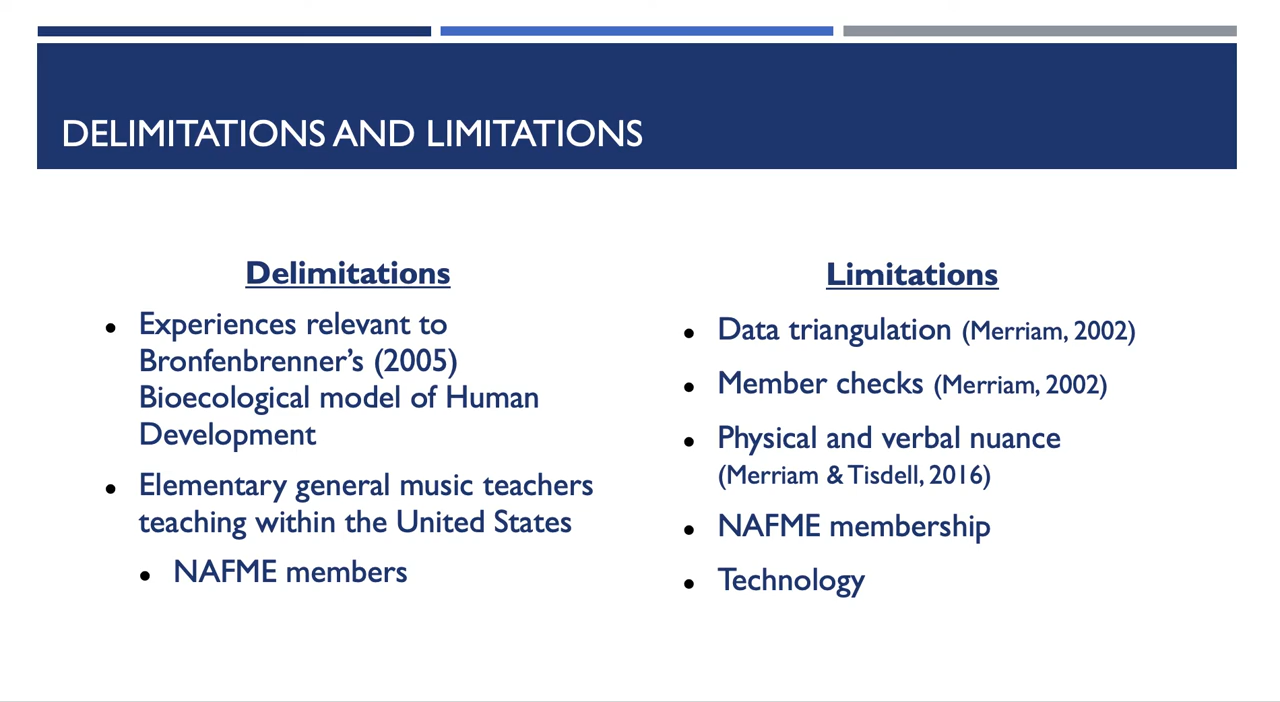 DELIMITATIONS AND LIMITATIONS
Delimitations
• Experiences relevant to
Bronfenbrenner’s (2005)
Bioecological model of Human
Development
• Elementary general music teachers
teaching within the United States
• NAFME members
Limitations
• Data triangulation (Merriam, 2002)
• Member checks (Merriam, 2002)
• Physical and verbal nuance
(Merriam & Tisdell, 2016)
• NAFME membership
• Technology